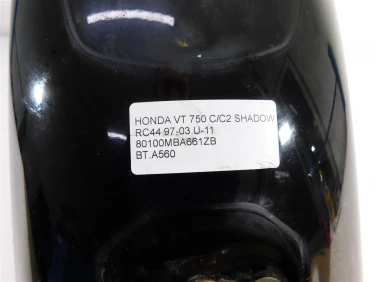 HONDA VT 750 C/C2 SHADOW
RC44 97-03 U-11
80100MBA661ZB
BT.A560